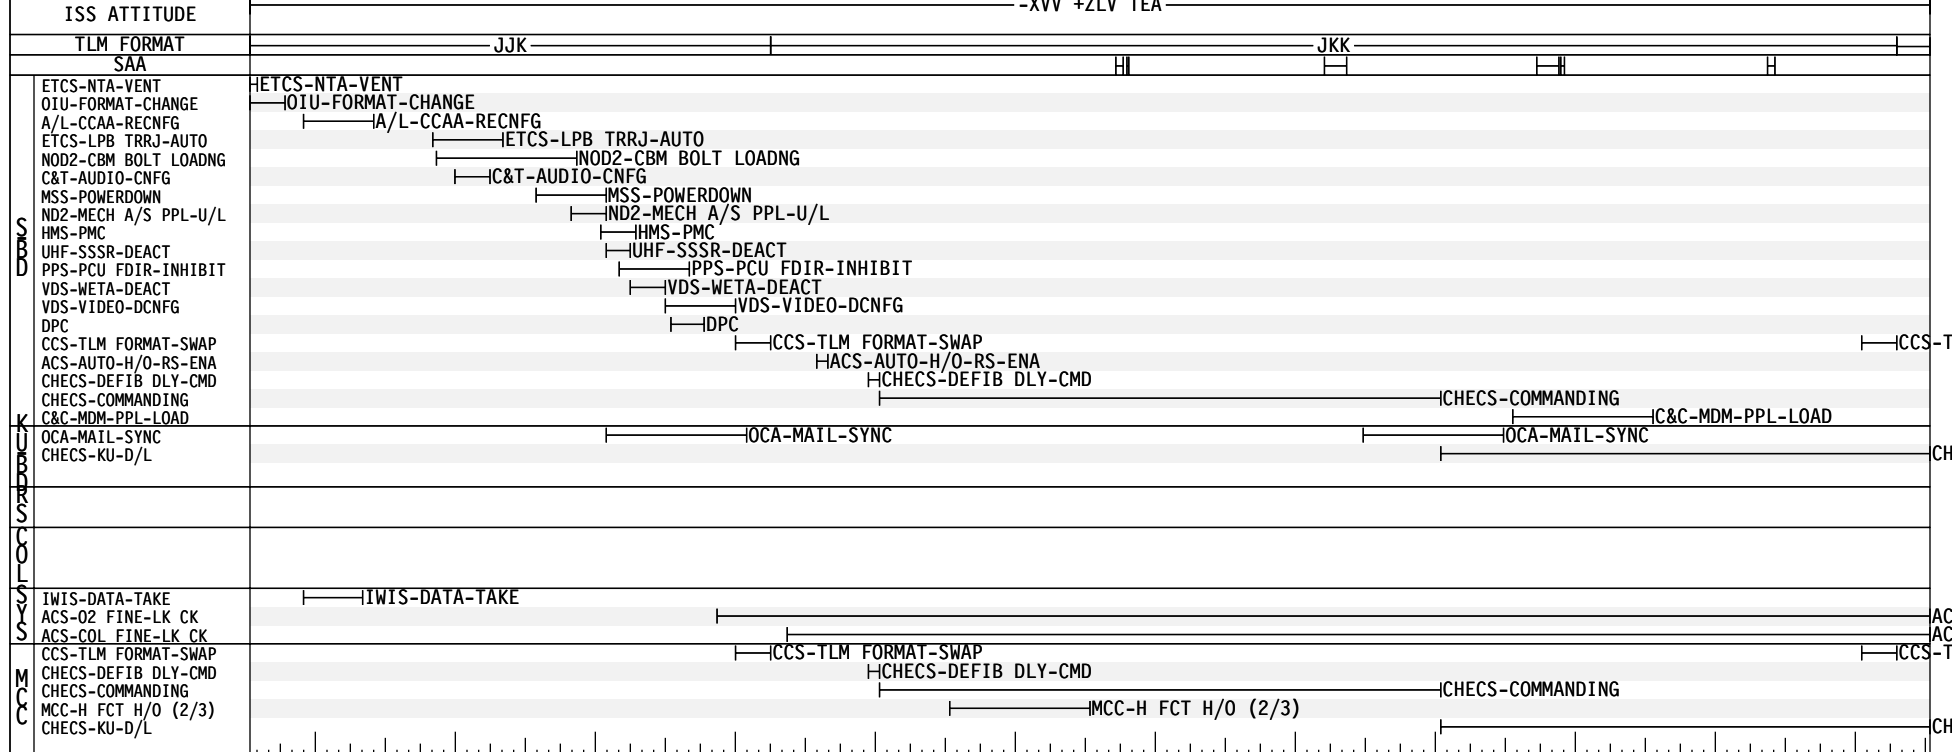 -XVV +ZLV TEA
ISS ATTITUDE
TLM FORMAT JJK JKK
SAA
SBD
ETCS-NTA-VENT ETCS-NTA-VENT
OIU-FORMAT-CHANGE OIU-FORMAT-CHANGE
A/L-CCAA-RECNFG A/L-CCAA-RECNFG
ETCS-LPB TRRJ-AUTO ETCS-LPB TRRJ-AUTO
NOD2-CBM BOLT LOADNG NOD2-CBM BOLT LOADNG
C&T-AUDIO-CNFG C&T-AUDIO-CNFG
MSS-POWERDOWN MSS-POWERDOWN
ND2-MECH A/S PPL-U/L ND2-MECH A/S PPL-U/L
HMS-PMC HMS-PMC
UHF-SSSR-DEACT UHF-SSSR-DEACT
PPS-PCU FDIR-INHIBIT PPS-PCU FDIR-INHIBIT
VDS-WETA-DEACT VDS-WETA-DEACT
VDS-VIDEO-DCNFG VDS-VIDEO-DCNFG
DPC DPC
CCS-TLM FORMAT-SWAP CCS-TLM FORMAT-SWAP CCS-T
ACS-AUTO-H/O-RS-ENA ACS-AUTO-H/O-RS-ENA
CHECS-DEFIB DLY-CMD CHECS-DEFIB DLY-CMD
CHECS-COMMANDING CHECS-COMMANDING
C&C-MDM-PPL-LOAD C&C-MDM-PPL-LOAD
KUBD
OCA-MAIL-SYNC OCA-MAIL-SYNC OCA-MAIL-SYNC
CHECS-KU-D/L CH
RS
COL
SYS
IWIS-DATA-TAKE IWIS-DATA-TAKE
ACS-O2 FINE-LK CK AC
ACS-COL FINE-LK CK AC
MCC
CCS-TLM FORMAT-SWAP CCS-TLM FORMAT-SWAP CCS-T
CHECS-DEFIB DLY-CMD CHECS-DEFIB DLY-CMD
CHECS-COMMANDING CHECS-COMMANDING
MCC-H FCT H/O (2/3) MCC-H FCT H/O (2/3)
CHECS-KU-D/L CH